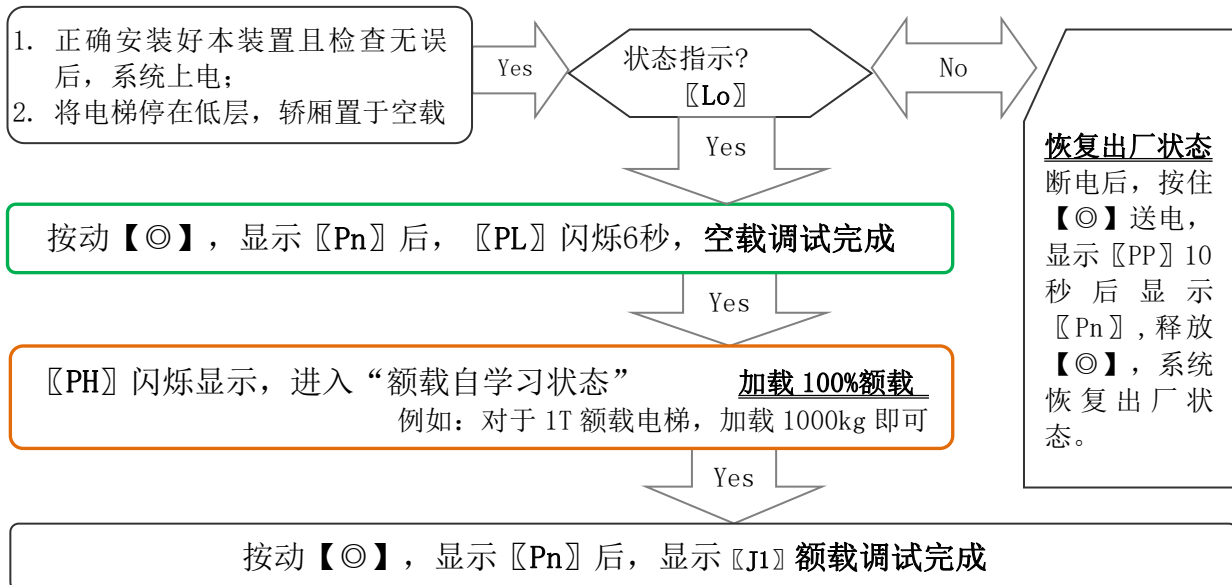 1. 正确安装好本装置且检查无误
后，系统上电；
2. 将电梯停在低层，轿厢置于空载
Yes
状态指示?
〖Lo〗
No
Yes
恢复出厂状态
断电后，按住
【◎】送电，
显示〖PP〗10
秒后显示
〖Pn〗,释放
【◎】，系统
恢复出厂状
态。
按动【◎】，显示〖Pn〗后，〖PL〗闪烁6秒，空载调试完成
Yes
〖PH〗闪烁显示，进入“额载自学习状态” 加载 100%额载
例如：对于 1T 额载电梯，加载 1000kg 即可
Yes
按动【◎】，显示〖Pn〗后，显示〖J1〗额载调试完成